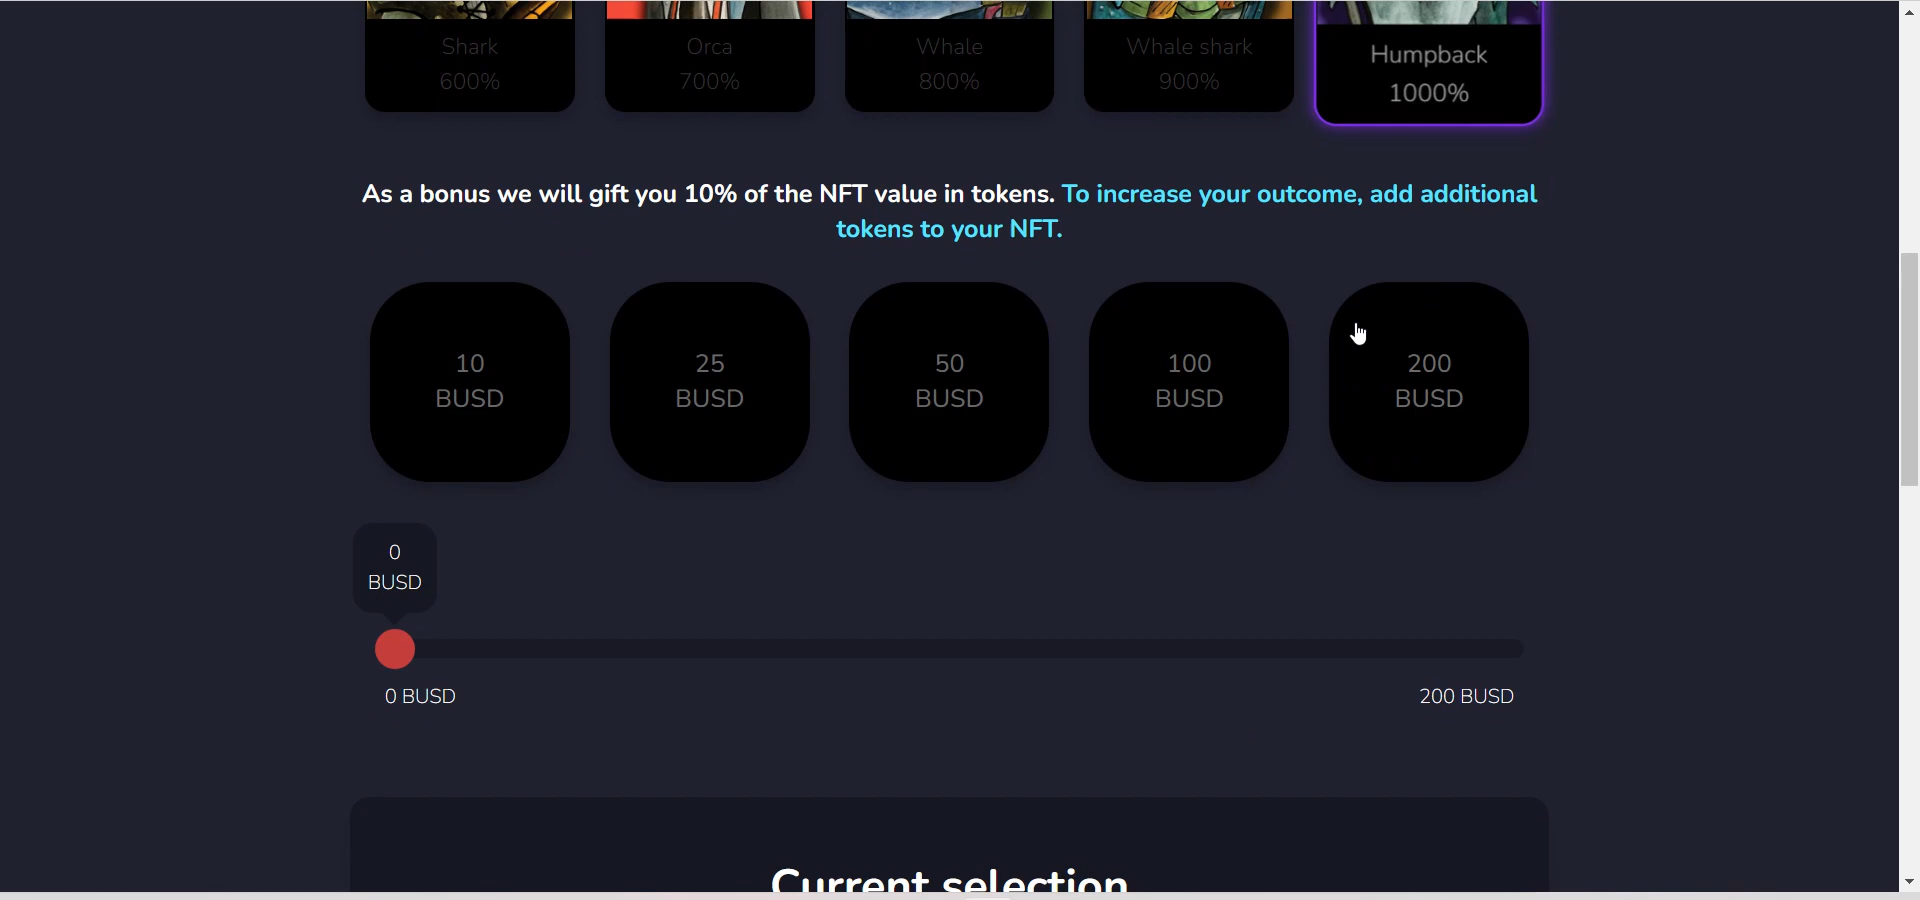 Shark
600%
Orca
700%
Whale
800%
Whale shark
900%
Humpback
1000%
As a bonus we will gift you 10% of the NFT value in tokens. To increase your outcome, add additional
tokens to your NFT.
10
BUSD
25
BUSD
50
BUSD
100
BUSD
200
BUSD
0
BUSD
0 BUSD
200 BUSD
Current selection